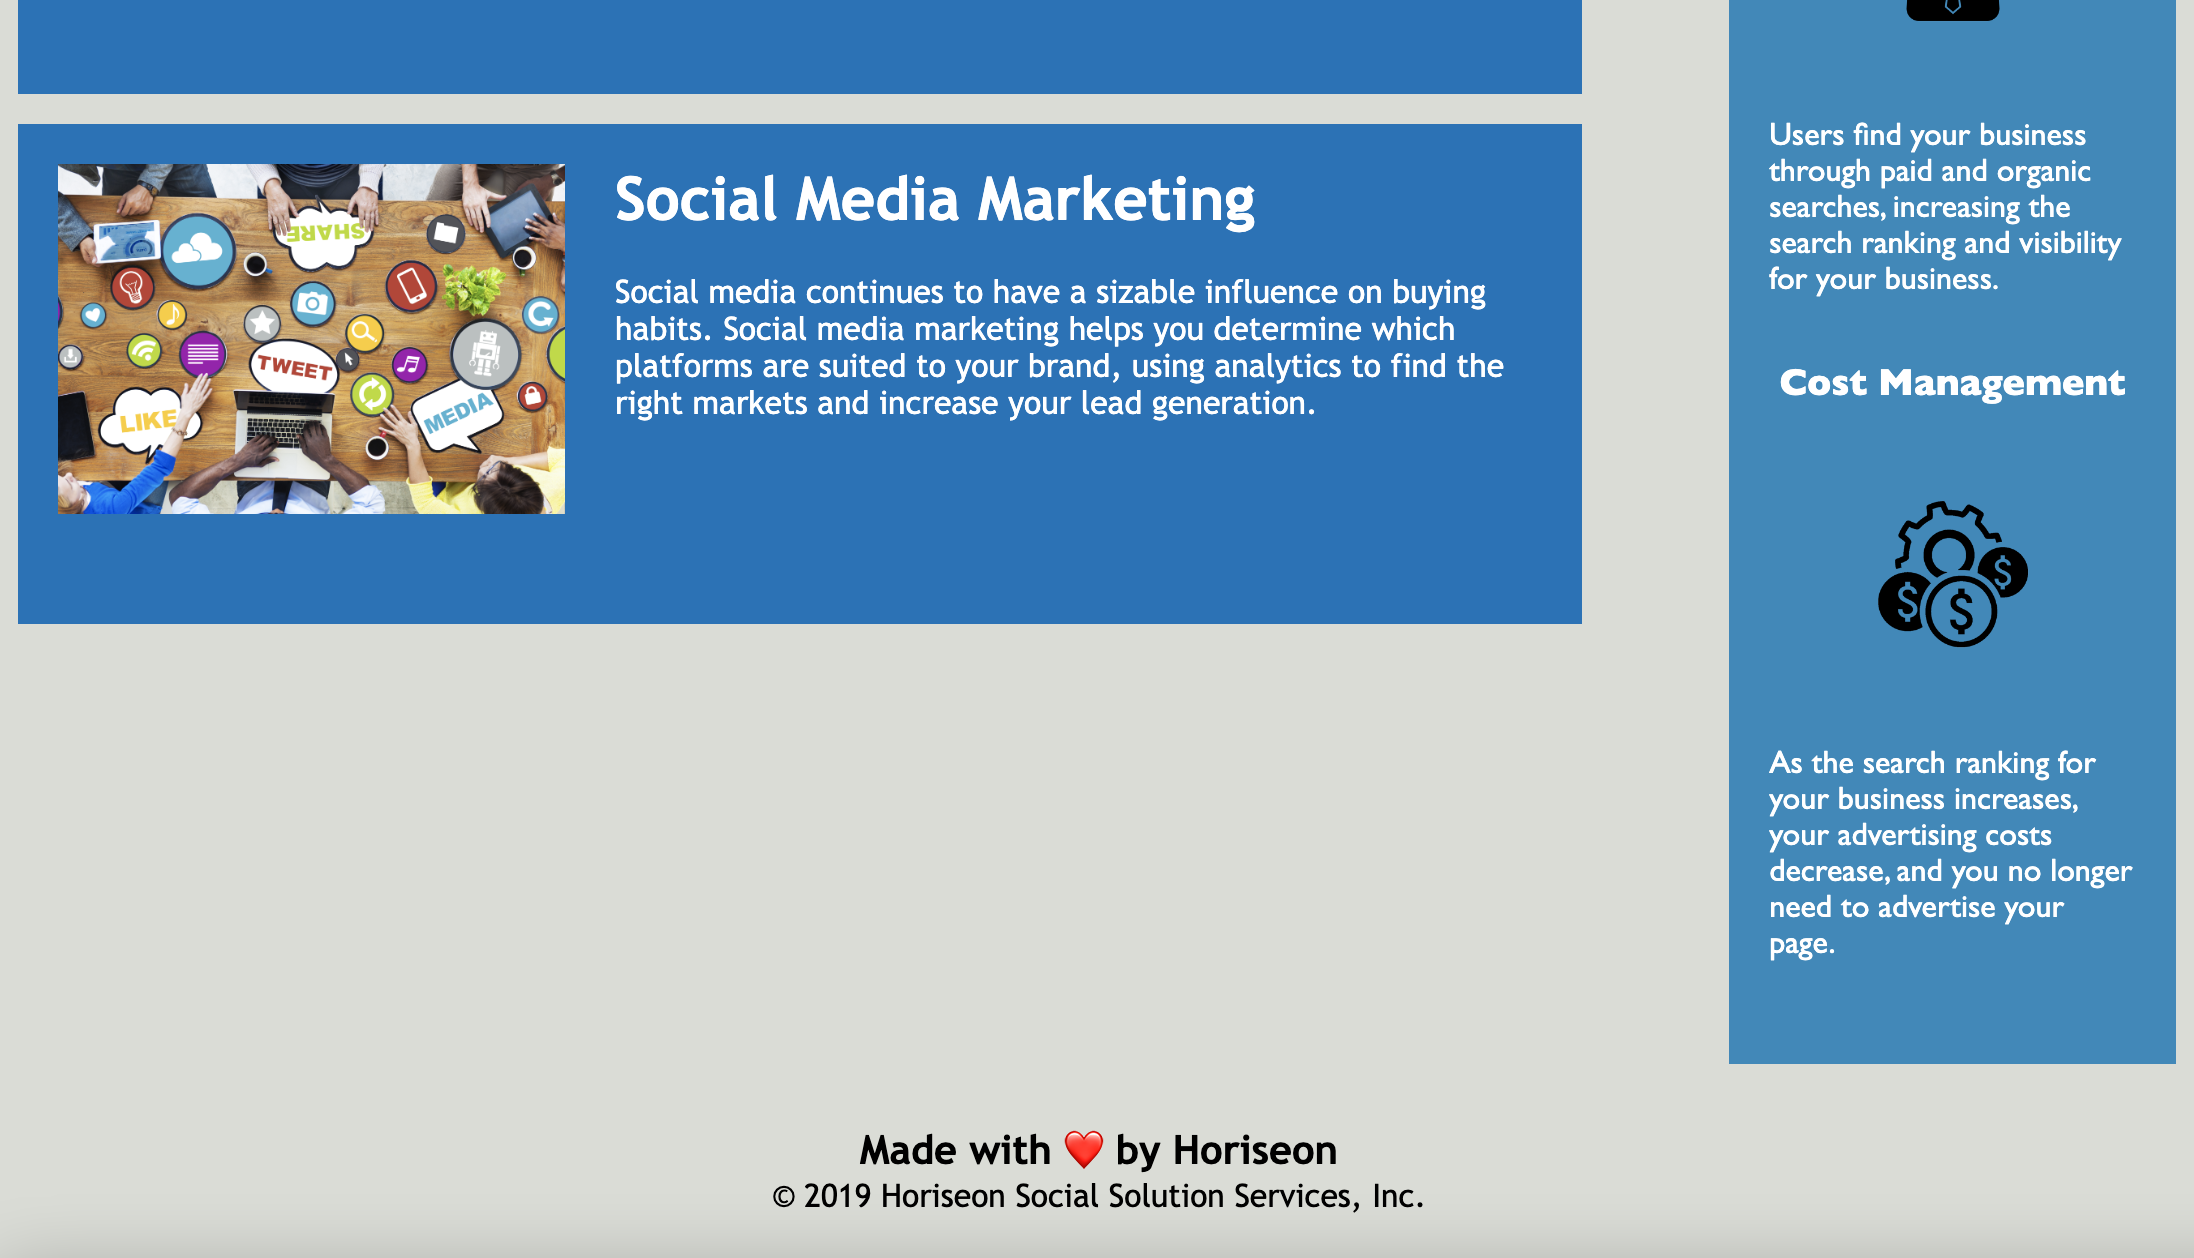 Social Media Marketing
Social media continues to have a sizable influence on buying
habits. Social media marketing helps you determine which
platforms are suited to your brand, using analytics to find the
right markets and increase your lead generation.
SHARE
TWEET
LIKE
MEDIA
Users find your business
through paid and organic
searches, increasing the
search ranking and visibility
for your business.
Cost Management
$ $ $
As the search ranking for
your business increases,
your advertising costs
decrease, and you no longer
need to advertise your
page.
Made with ❤️ by Horiseon
© 2019 Horiseon Social Solution Services, Inc.